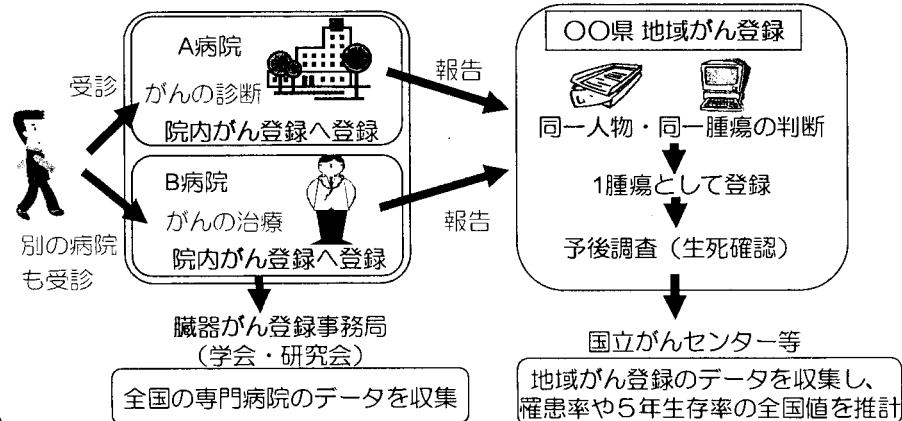 受診
別の病院
も受診
A病院
がんの診断
院内がん登録へ登録
B病院
がんの治療
院内がん登録へ登録
報告
報告
臓器がん登録事務局
(学会・研究会)
全国の専門病院のデータを収集
〇〇県 地域がん登録
同一人物・同一腫瘍の判断
1腫瘍として登録
予後調査(生死確認)
国立がんセンター等
地域がん登録のデータを収集し、
罹患率や5年生存率の全国値を推計